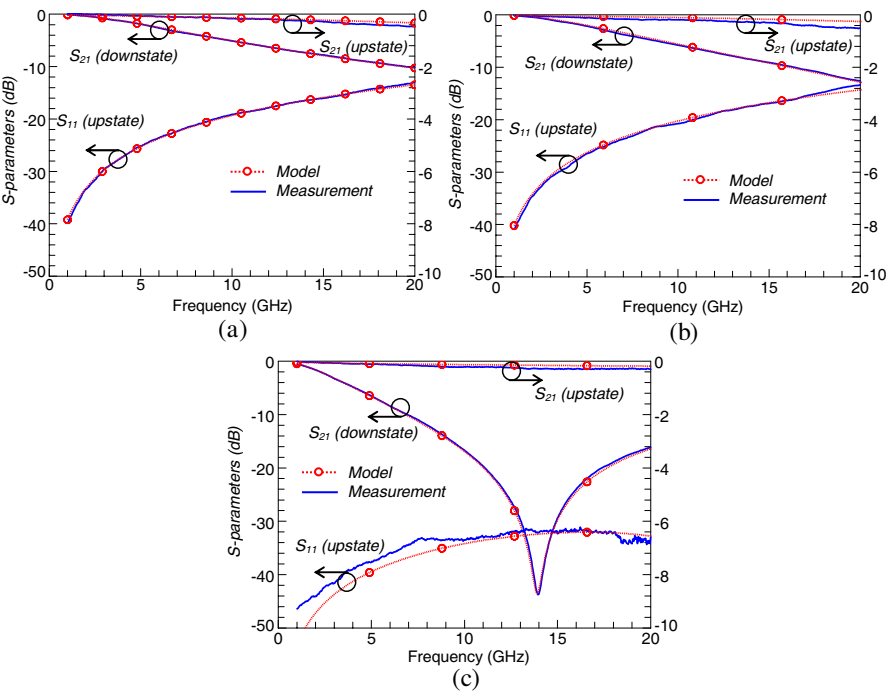 0
-10
-20
-30
-40
-50
0
-2
-4
-6
-8
-10
0
5
10
15
20
S-parameters (dB)
Frequency (GHz)
S21 (downstate)
S21 (upstate)
S11 (upstate)
Model
Measurement
(a)
0
-10
-20
-30
-40
-50
0
-2
-4
-6
-8
-10
0
5
10
15
20
S-parameters (dB)
Frequency (GHz)
S21 (downstate)
S21 (upstate)
S11 (upstate)
Model
Measurement
(b)
0
-10
-20
-30
-40
-50
0
-2
-4
-6
-8
-10
0
5
10
15
20
S-parameters (dB)
Frequency (GHz)
S21 (upstate)
S21 (downstate)
Model
Measurement
S11 (upstate)
(c)